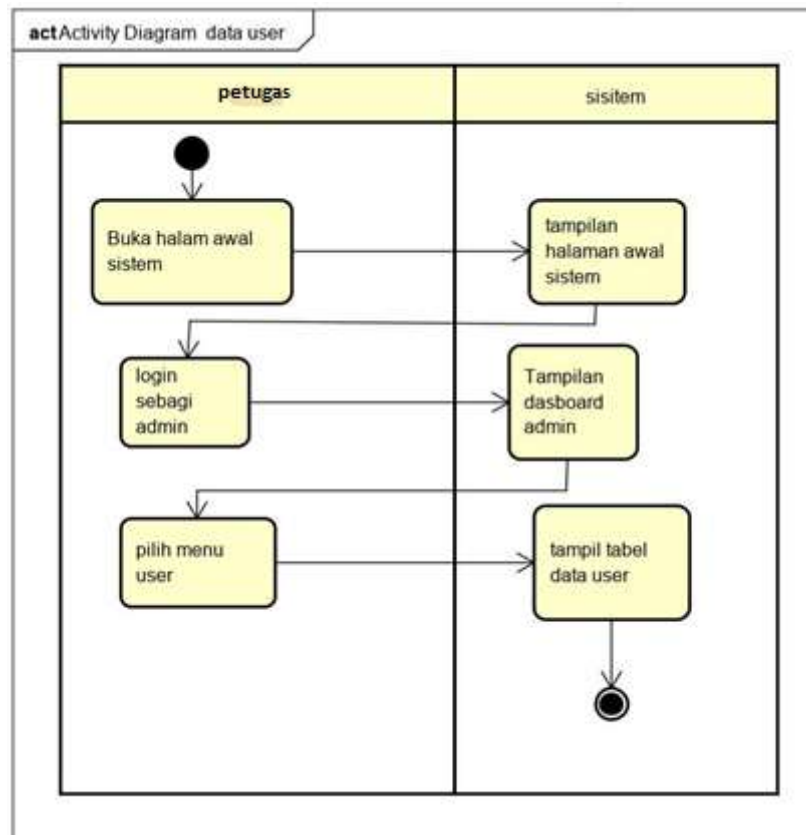 act Activity Diagram data user
petugas
sisitem
Buka halam awal
sistem
tampilan
halaman awal
sistem
login
sebagi
admin
Tampilan
dasboard
admin
pilih menu
user
tampil tabel
data user